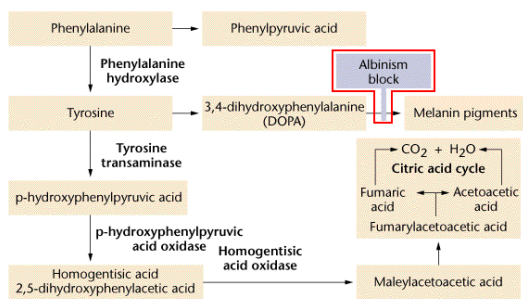 Phenylalanine
Phenylpyruvic acid
Phenylalanine
hydroxylase
Albinism
block
Tyrosine
3,4-dihydroxyphenylalanine
(DOPA)
Melanin pigments
Tyrosine
transaminase
CO2 + H2O
Citric acid cycle
Fumaric
acid
Acetoacetic
acid
p-hydroxyphenylpyruvic acid
Fumarylacetoacetic acid
p-hydroxyphenylpyruvic
acid oxidase
Homogentisic
acid oxidase
Homogentisic acid
2,5-dihydroxyphenylacetic acid
Maleylacetoacetic acid